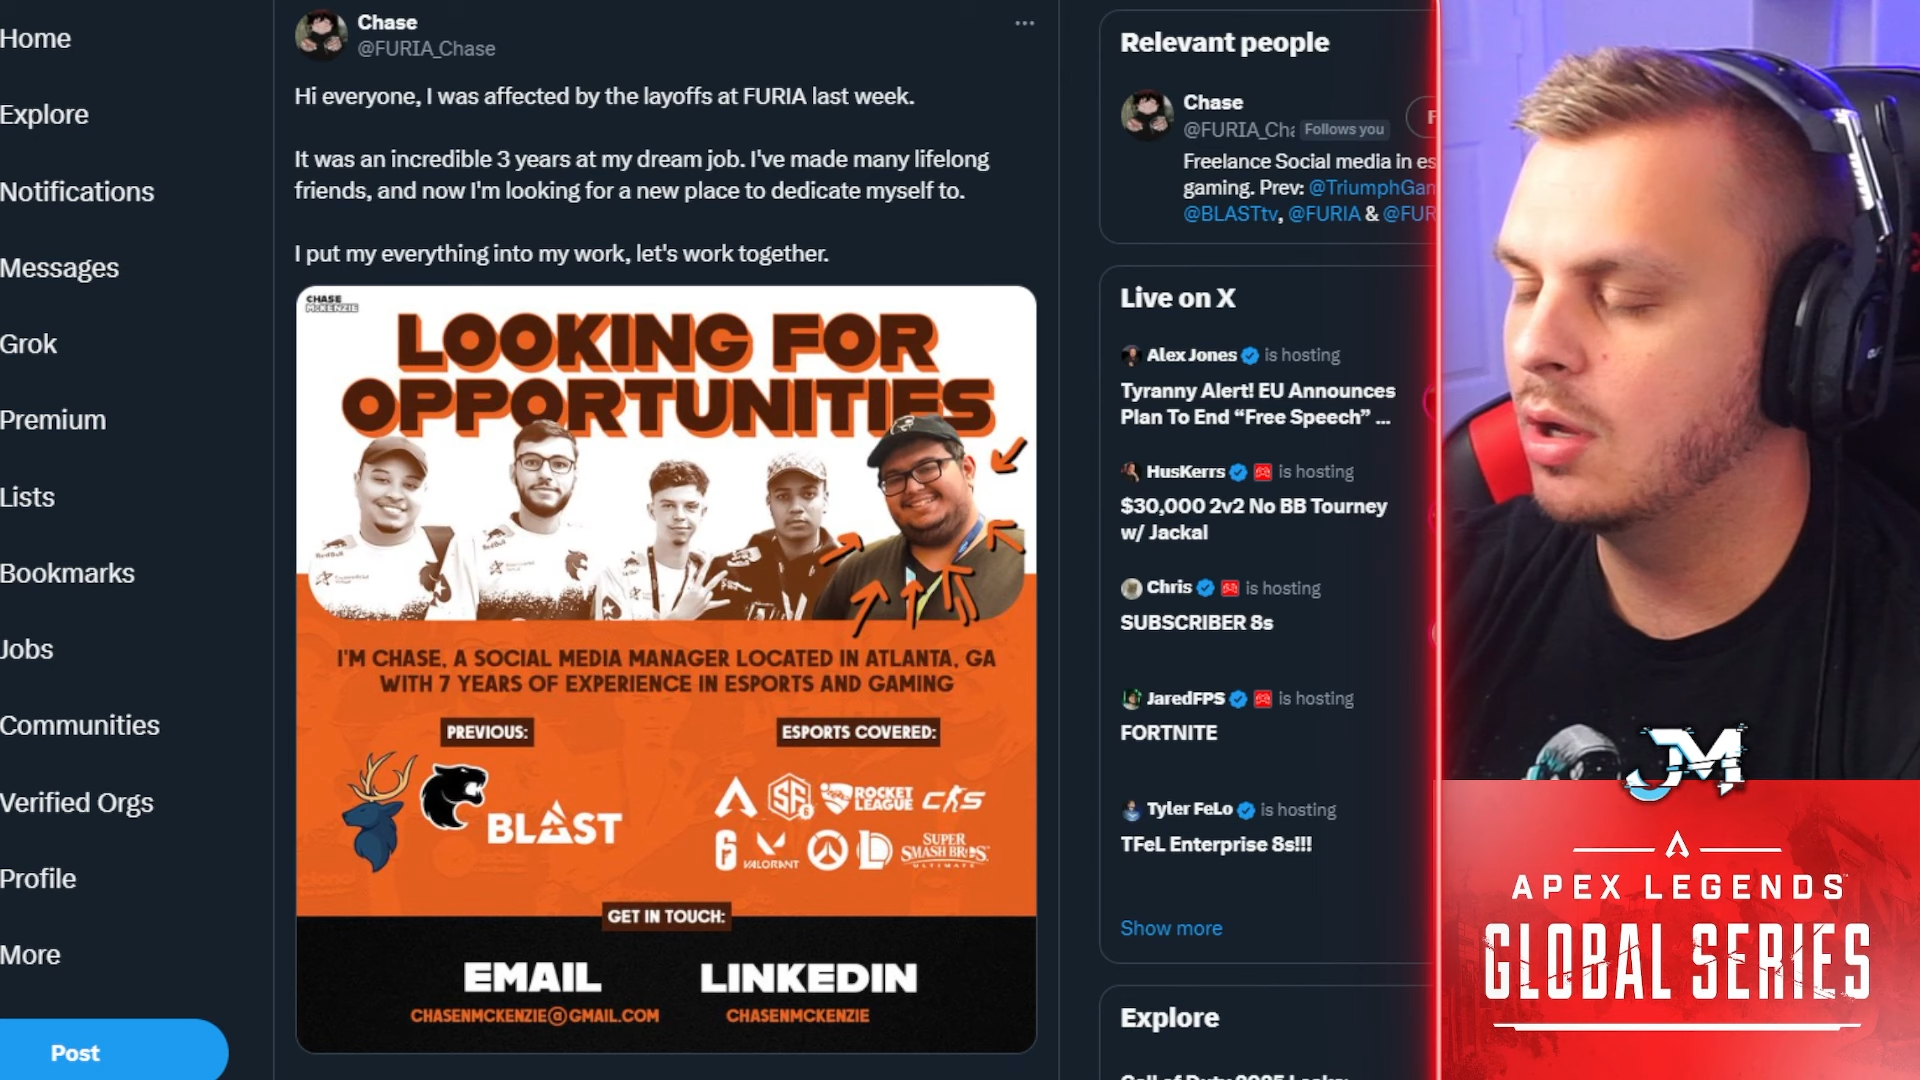 Home
Explore
Notifications
Messages
Grok
Premium
Lists
Bookmarks
Jobs
Communities
Verified Orgs
Profile
More
Post
Chase
@FURIA_Chase
Hi everyone, I was affected by the layoffs at FURIA last week.
It was an incredible 3 years at my dream job. I've made many lifelong
friends, and now I'm looking for a new place to dedicate myself to.
I put my everything into my work, let's work together.
CHASE
MCKENZIE
LOOKING FOR
OPPORTUNITIES
I'M CHASE, A SOCIAL MEDIA MANAGER LOCATED IN ATLANTA, GA
WITH 7 YEARS OF EXPERIENCE IN ESPORTS AND GAMING
PREVIOUS:
BLAST
ESPORTS COVERED:
ROCKET
LEAGUE
CS
6
VALORANT
SUPER
SMASH BROS.
ULTIMATE
GET IN TOUCH:
EMAIL
CHASENMCKENZIE@GMAIL.COM
LINKEDIN
CHASENMCKENZIE
Relevant people
Chase
@FURIA_Cha Follows you
Freelance Social media in es
gaming. Prev: @TriumphGam
@BLASTtv, @FURIA & @FUR
Live on X
Alex Jones is hosting
Tyranny Alert! EU Announces
Plan To End “Free Speech” ...
HusKerrs is hosting
$30,000 2v2 No BB Tourney
w/ Jackal
Chris is hosting
SUBSCRIBER 8s
JaredFPS is hosting
FORTNITE
Tyler FeLo is hosting
TFeL Enterprise 8s!!!
Show more
Explore
JM
APEX LEGENDS
GLOBAL SERIES